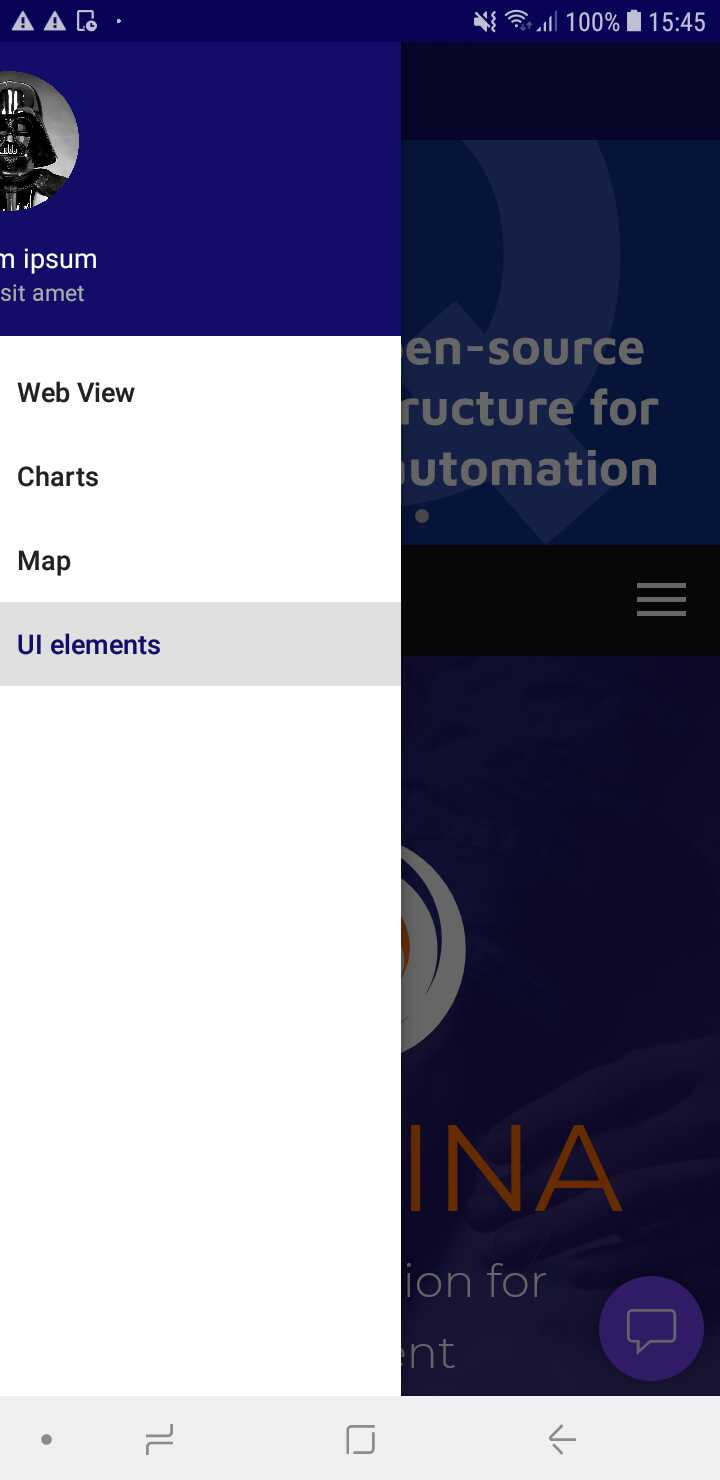 100% 15:45
m ipsum
sit amet
Web View
Charts
Map
UI elements
en-source
ructure for
utomation
INA
ion for
ent